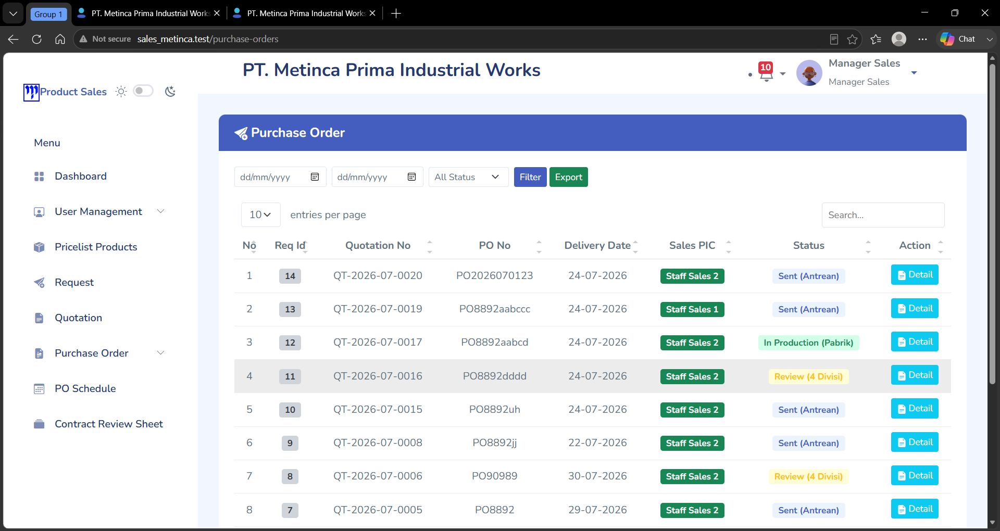 Group 1
PT. Metinca Prima Industrial Works
PT. Metinca Prima Industrial Works
Not secure sales_metinca.test/purchase-orders
Chat
Product Sales
PT. Metinca Prima Industrial Works
10
Manager Sales
Manager Sales
Menu
Dashboard
User Management
Pricelist Products
Request
Quotation
Purchase Order
PO Schedule
Contract Review Sheet
Purchase Order
dd/mm/yyyy dd/mm/yyyy All Status Filter Export
10 entries per page Search...
No Req Id Quotation No PO No Delivery Date Sales PIC Status Action
1 14 QT-2026-07-0020 PO2026070123 24-07-2026 Staff Sales 2 Sent (Antrean) Detail
2 13 QT-2026-07-0019 PO8892aabccc 24-07-2026 Staff Sales 1 Sent (Antrean) Detail
3 12 QT-2026-07-0017 PO8892aabcd 24-07-2026 Staff Sales 2 In Production (Pabrik) Detail
4 11 QT-2026-07-0016 PO8892dddd 24-07-2026 Staff Sales 2 Review (4 Divisi) Detail
5 10 QT-2026-07-0015 PO8892uh 24-07-2026 Staff Sales 2 Sent (Antrean) Detail
6 9 QT-2026-07-0008 PO8892jj 22-07-2026 Staff Sales 2 Sent (Antrean) Detail
7 8 QT-2026-07-0006 PO90989 30-07-2026 Staff Sales 2 Review (4 Divisi) Detail
8 7 QT-2026-07-0005 PO8892 29-07-2026 Staff Sales 2 Sent (Antrean) Detail